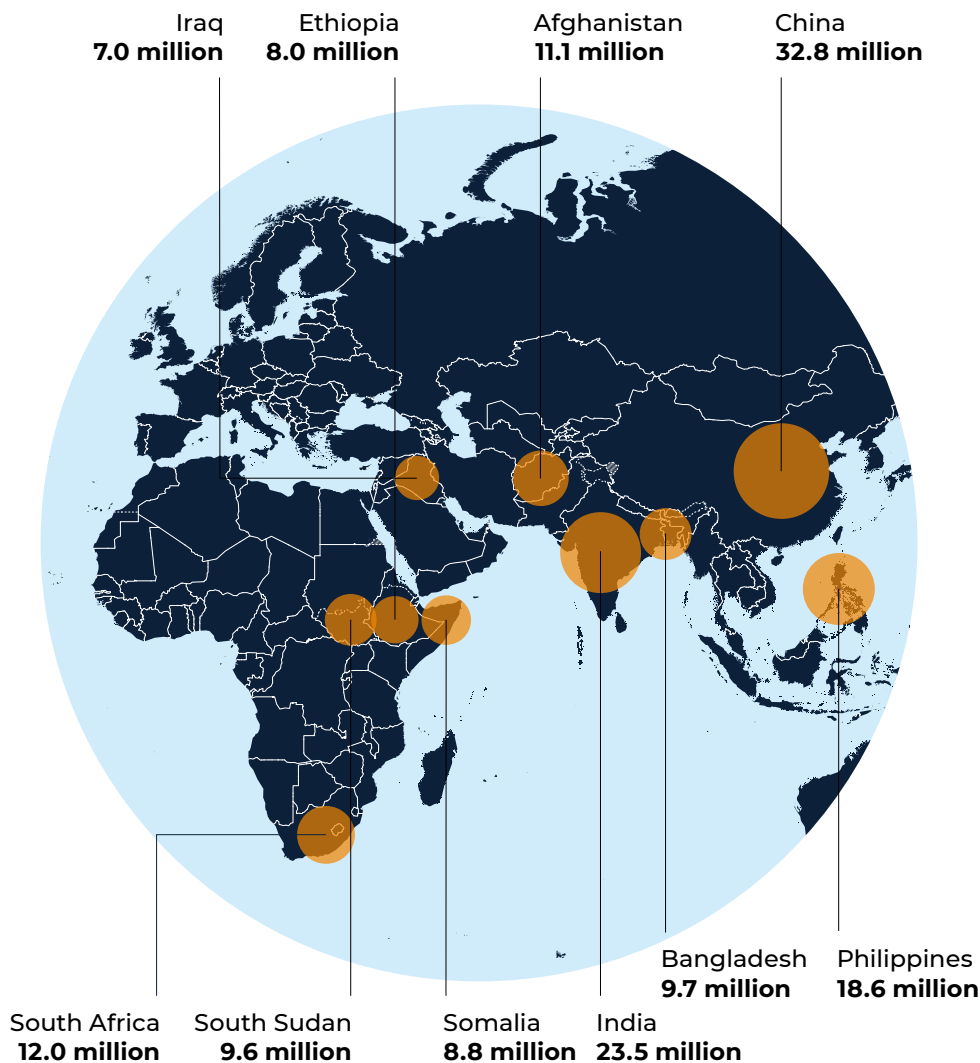 Iraq
7.0 million
Ethiopia
8.0 million
Afghanistan
11.1 million
China
32.8 million
Bangladesh
9.7 million
Philippines
18.6 million
South Africa
12.0 million
South Sudan
9.6 million
Somalia
8.8 million
India
23.5 million